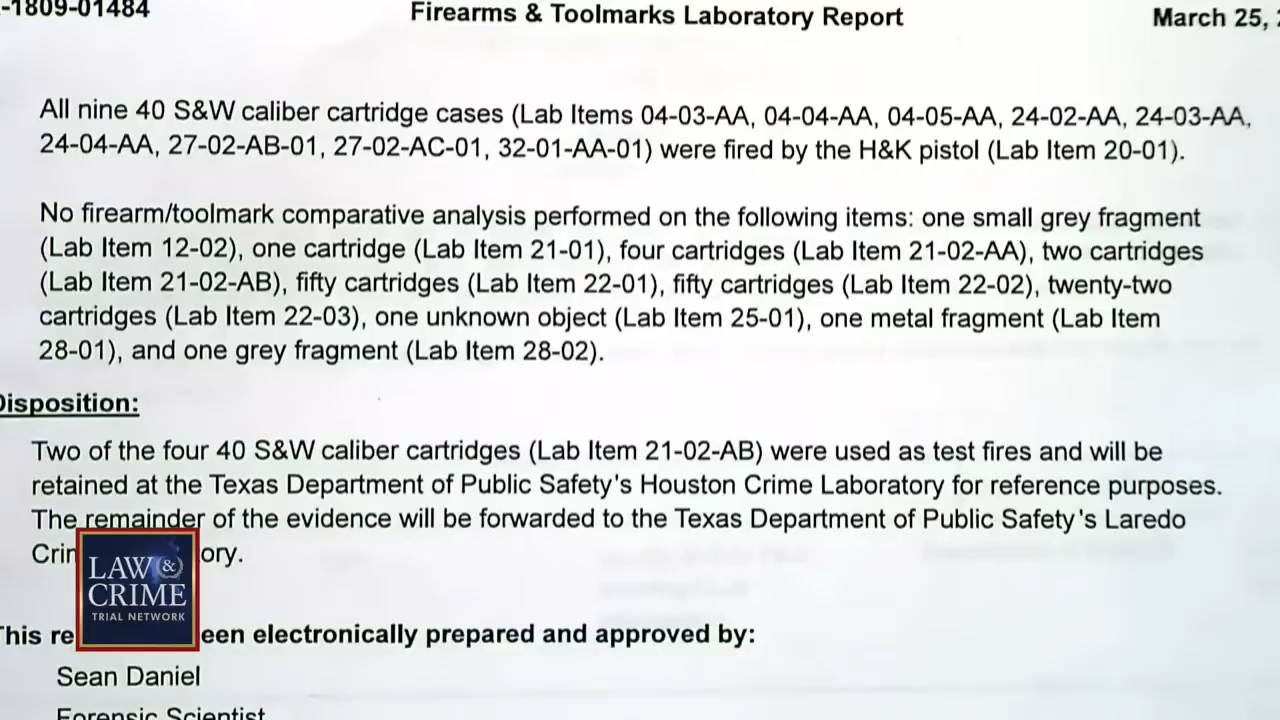 -1809-01484 Firearms & Toolmarks Laboratory Report March 25,
All nine 40 S&W caliber cartridge cases (Lab Items 04-03-AA, 04-04-AA, 04-05-AA, 24-02-AA, 24-03-AA,
24-04-AA, 27-02-AB-01, 27-02-AC-01, 32-01-AA-01) were fired by the H&K pistol (Lab Item 20-01).
No firearm/toolmark comparative analysis performed on the following items: one small grey fragment
(Lab Item 12-02), one cartridge (Lab Item 21-01), four cartridges (Lab Item 21-02-AA), two cartridges
(Lab Item 21-02-AB), fifty cartridges (Lab Item 22-01), fifty cartridges (Lab Item 22-02), twenty-two
cartridges (Lab Item 22-03), one unknown object (Lab Item 25-01), one metal fragment (Lab Item
28-01), and one grey fragment (Lab Item 28-02).
Disposition:
Two of the four 40 S&W caliber cartridges (Lab Item 21-02-AB) were used as test fires and will be
retained at the Texas Department of Public Safety's Houston Crime Laboratory for reference purposes.
The remainder of the evidence will be forwarded to the Texas Department of Public Safety's Laredo
Crim ory.
This re een electronically prepared and approved by:
Sean Daniel
Forensic Scientist
LAW &
CRIME
TRIAL NETWORK